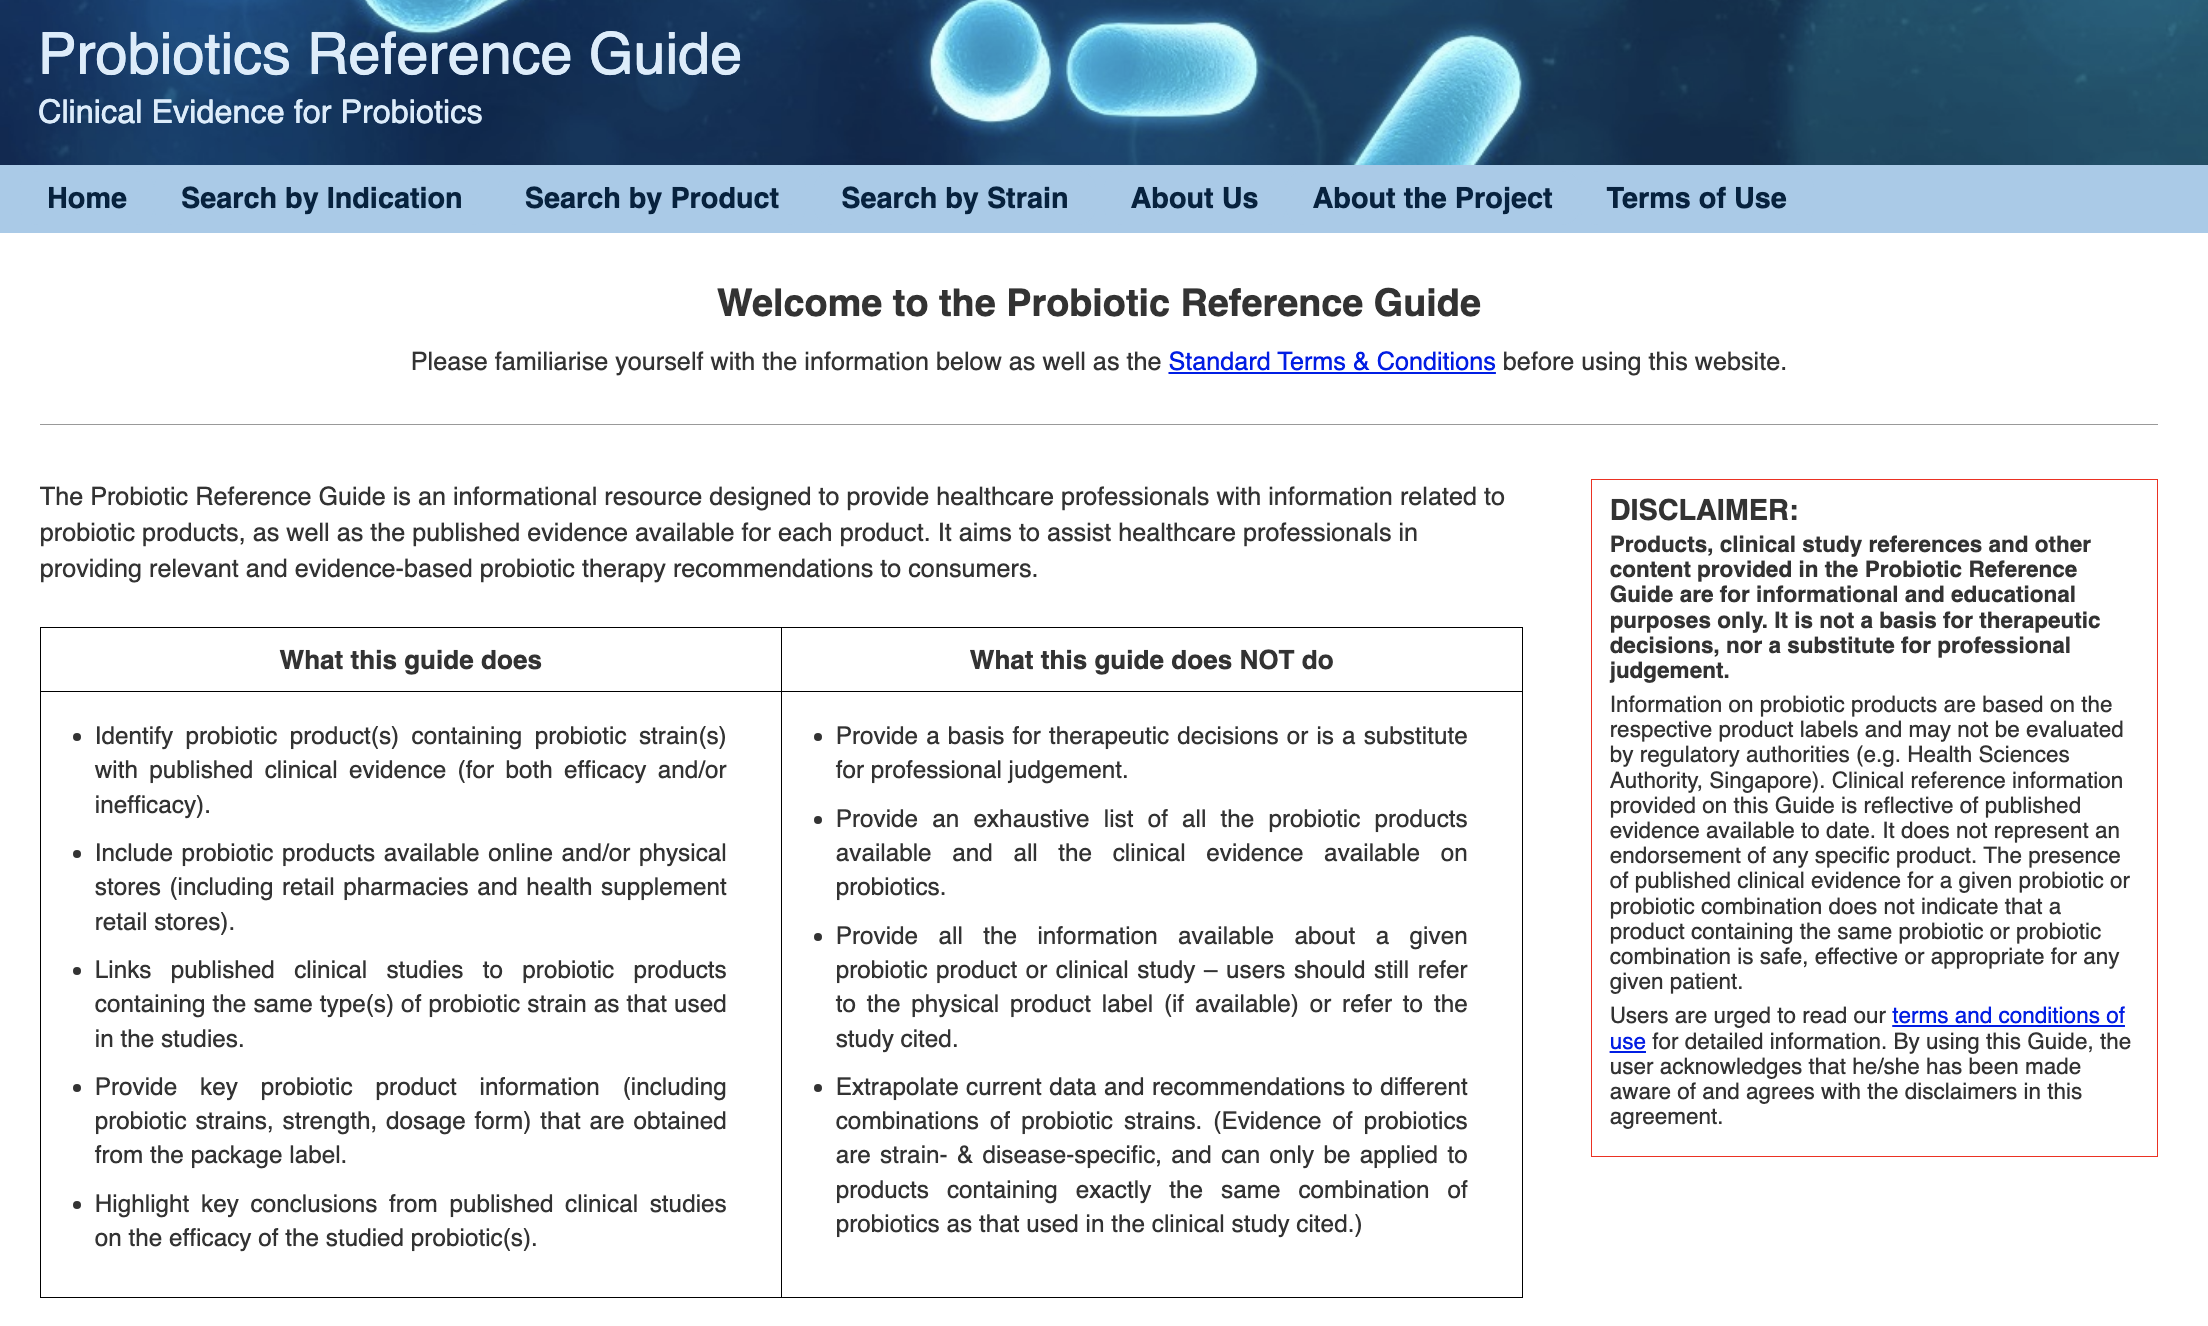 Probiotics Reference Guide
Clinical Evidence for Probiotics
Home Search by Indication Search by Product Search by Strain About Us About the Project Terms of Use
Welcome to the Probiotic Reference Guide
Please familiarise yourself with the information below as well as the Standard Terms & Conditions before using this website.
The Probiotic Reference Guide is an informational resource designed to provide healthcare professionals with information related to
probiotic products, as well as the published evidence available for each product. It aims to assist healthcare professionals in
providing relevant and evidence-based probiotic therapy recommendations to consumers.
What this guide does
• Identify probiotic product(s) containing probiotic strain(s)
with published clinical evidence (for both efficacy and/or
inefficacy).
• Include probiotic products available online and/or physical
stores (including retail pharmacies and health supplement
retail stores).
• Links published clinical studies to probiotic products
containing the same type(s) of probiotic strain as that used
in the studies.
• Provide key probiotic product information (including
probiotic strains, strength, dosage form) that are obtained
from the package label.
• Highlight key conclusions from published clinical studies
on the efficacy of the studied probiotic(s).
What this guide does NOT do
• Provide a basis for therapeutic decisions or is a substitute
for professional judgement.
• Provide an exhaustive list of all the probiotic products
available and all the clinical evidence available on
probiotics.
• Provide all the information available about a given
probiotic product or clinical study – users should still refer
to the physical product label (if available) or refer to the
study cited.
• Extrapolate current data and recommendations to different
combinations of probiotic strains. (Evidence of probiotics
are strain- & disease-specific, and can only be applied to
products containing exactly the same combination of
probiotics as that used in the clinical study cited.)
DISCLAIMER:
Products, clinical study references and other
content provided in the Probiotic Reference
Guide are for informational and educational
purposes only. It is not a basis for therapeutic
decisions, nor a substitute for professional
judgement.
Information on probiotic products are based on the
respective product labels and may not be evaluated
by regulatory authorities (e.g. Health Sciences
Authority, Singapore). Clinical reference information
provided on this Guide is reflective of published
evidence available to date. It does not represent an
endorsement of any specific product. The presence
of published clinical evidence for a given probiotic or
probiotic combination does not indicate that a
product containing the same probiotic or probiotic
combination is safe, effective or appropriate for any
given patient.
Users are urged to read our terms and conditions of
use for detailed information. By using this Guide, the
user acknowledges that he/she has been made
aware of and agrees with the disclaimers in this
agreement.